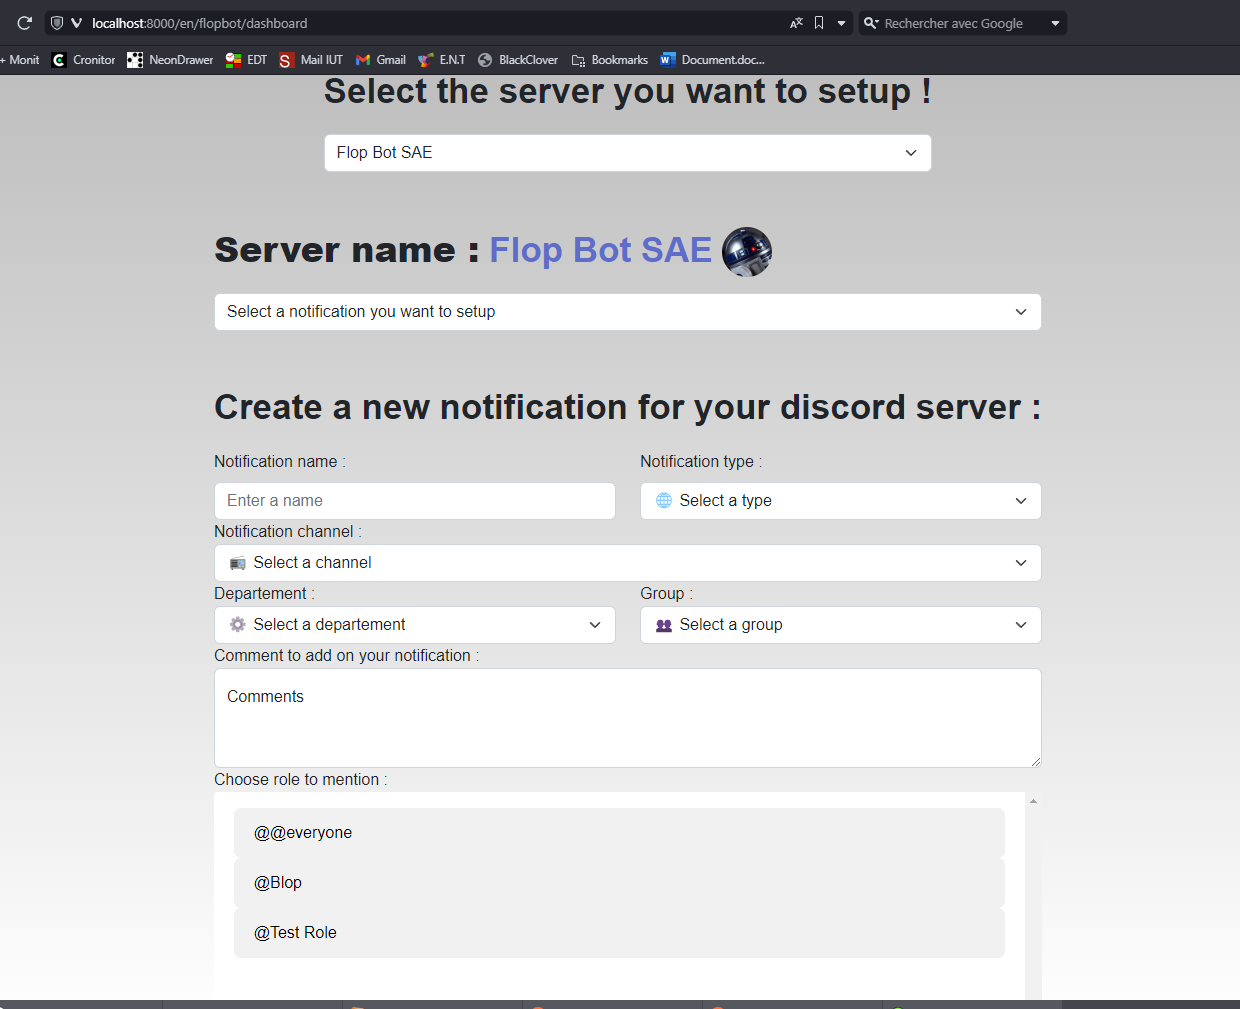 localhost:8000/en/flopbot/dashboard
Rechercher avec Google
+ Monit
Cronitor
NeonDrawer
EDT
Mail IUT
Gmail
E.N.T
BlackClover
Bookmarks
Document.doc...
Select the server you want to setup !
Flop Bot SAE
Server name : Flop Bot SAE
Select a notification you want to setup
Create a new notification for your discord server :
Notification name :
Notification type :
Enter a name
Select a type
Notification channel :
Select a channel
Departement :
Group :
Select a departement
Select a group
Comment to add on your notification :
Comments
Choose role to mention :
@@everyone
@Blop
@Test Role